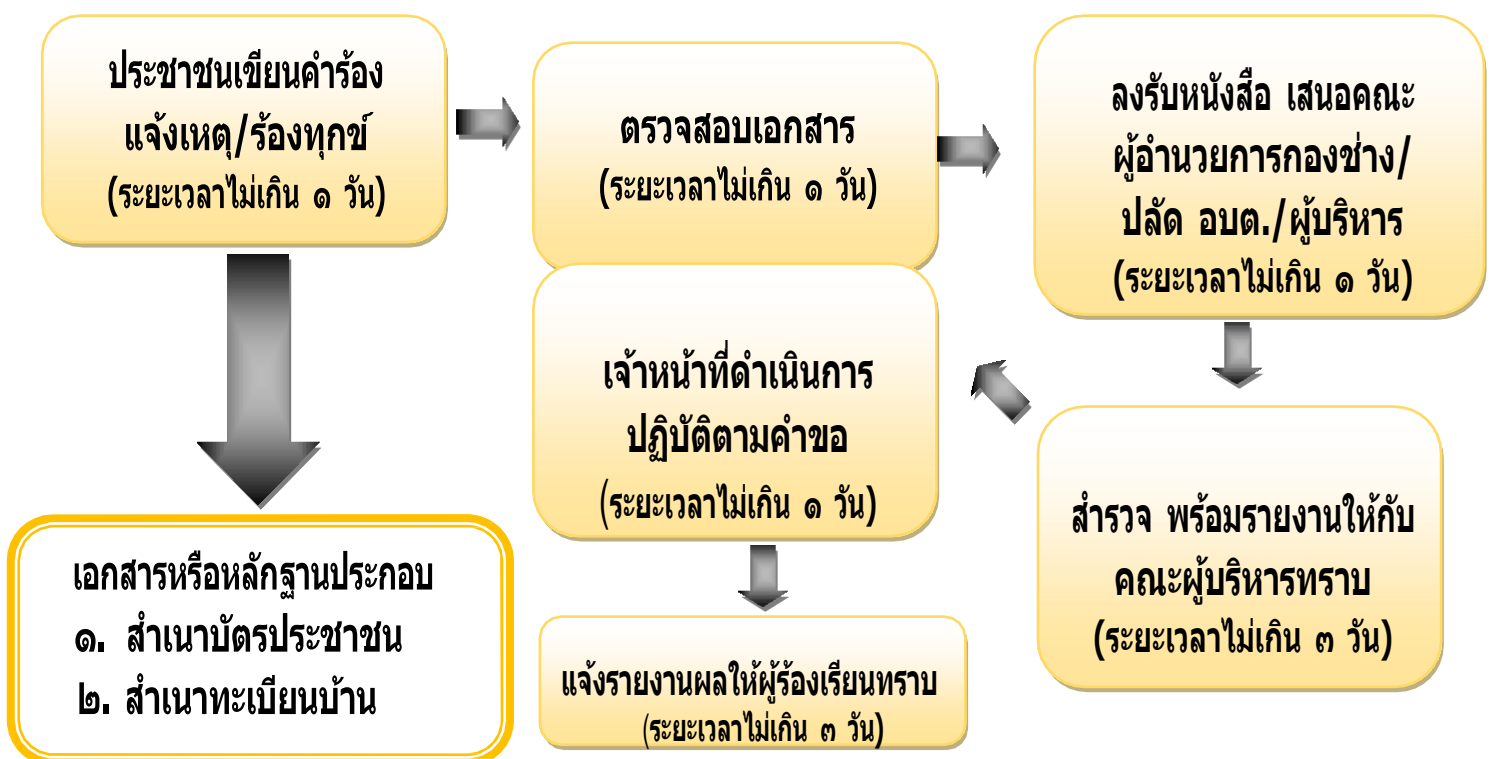 ประชาชนเขียนคำร้อง
แจ้งเหตุ/ร้องทุกข์
(ระยะเวลาไม่เกิน ๑ วัน)
ตรวจสอบเอกสาร
(ระยะเวลาไม่เกิน ๑ วัน)
ลงรับหนังสือ เสนอคณะ
ผู้อำนวยการกองช่าง/
ปลัด อบต./ผู้บริหาร
(ระยะเวลาไม่เกิน ๑ วัน)
สำรวจ พร้อมรายงานให้กับ
คณะผู้บริหารทราบ
(ระยะเวลาไม่เกิน ๓ วัน)
เจ้าหน้าที่ดำเนินการ
ปฏิบัติตามคำขอ
(ระยะเวลาไม่เกิน ๑ วัน)
แจ้งรายงานผลให้ผู้ร้องเรียนทราบ
(ระยะเวลาไม่เกิน ๓ วัน)
เอกสารหรือหลักฐานประกอบ
๑. สำเนาบัตรประชาชน
๒. สำเนาทะเบียนบ้าน